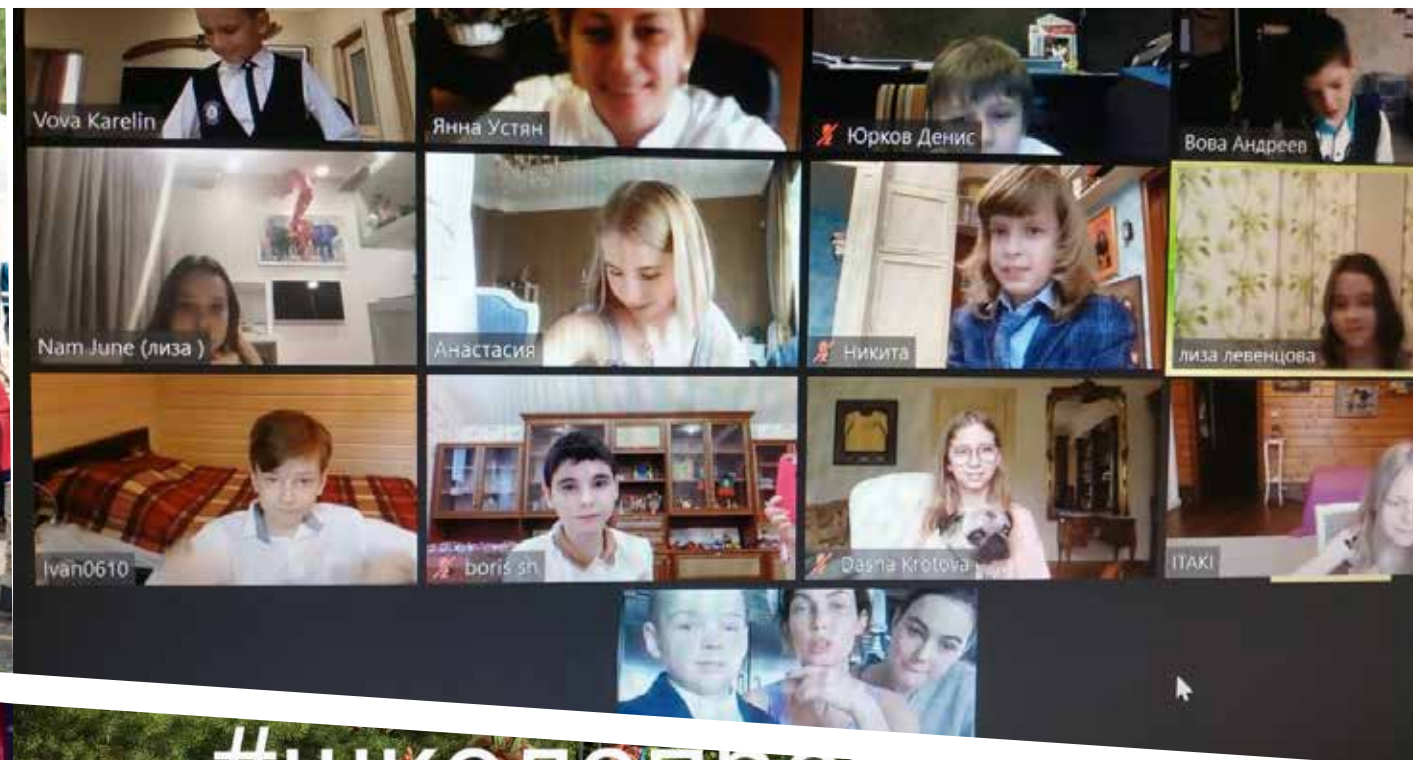 Vova Karelin
Янна Устян
Юрков Денис
Вова Андреев
Nam June (лиза )
Анастасия
Никита
лиза левенцова
Ivan0610
boris sh
Dasha Krotova
ITAKI